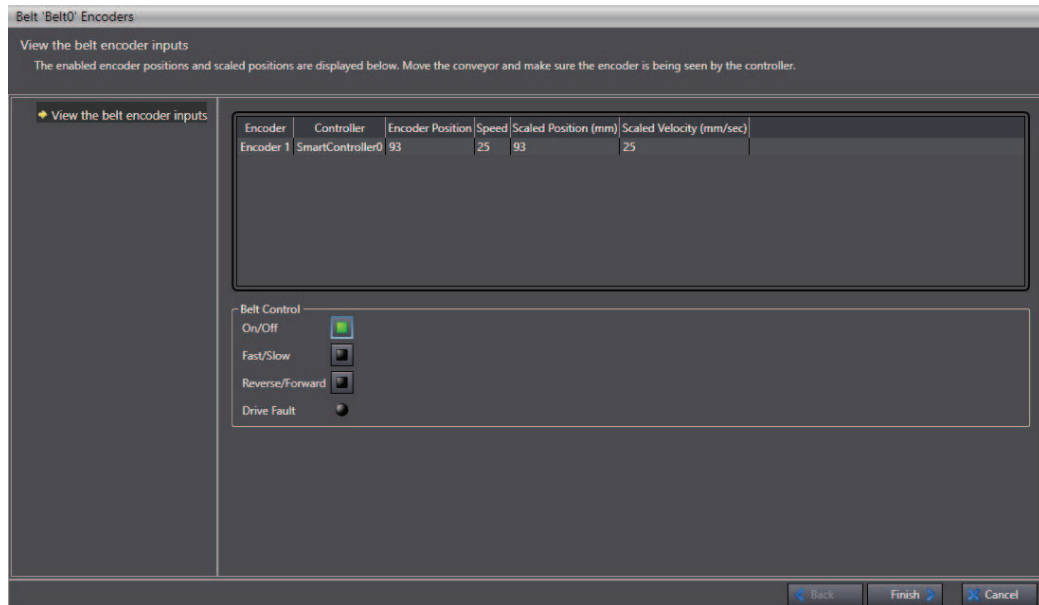 Belt 'Belt0' Encoders
View the belt encoder inputs
The enabled encoder positions and scaled positions are displayed below. Move the conveyor and make sure the encoder is being seen by the controller.
View the belt encoder inputs
Encoder Controller Encoder Position Speed Scaled Position (mm) Scaled Velocity (mm/sec)
Encoder 1 SmartController0 93 25 93 25
Belt Control
On/Off
Fast/Slow
Reverse/Forward
Drive Fault
Back Finish Cancel